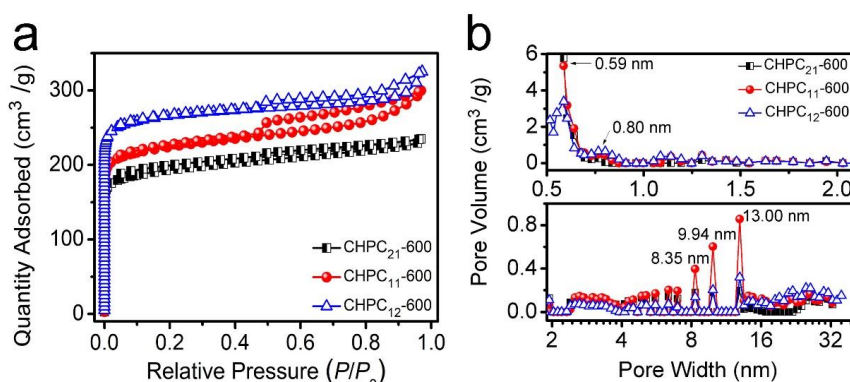 a
Quantity Adsorbed (cm³ /g)
300
200
100
0
0.0 0.2 0.4 0.6 0.8 1.0
Relative Pressure (P/P₀)
CHPC₂₁-600
CHPC₁₁-600
CHPC₁₂-600
b
Pore Volume (cm³ /g)
6
4
2
0
0.59 nm
0.80 nm
CHPC₂₁-600
CHPC₁₁-600
CHPC₁₂-600
0.5 1.0 1.5 2.0
0.8
0.4
0.0
8.35 nm
9.94 nm
13.00 nm
2 4 8 16 32
Pore Width (nm)